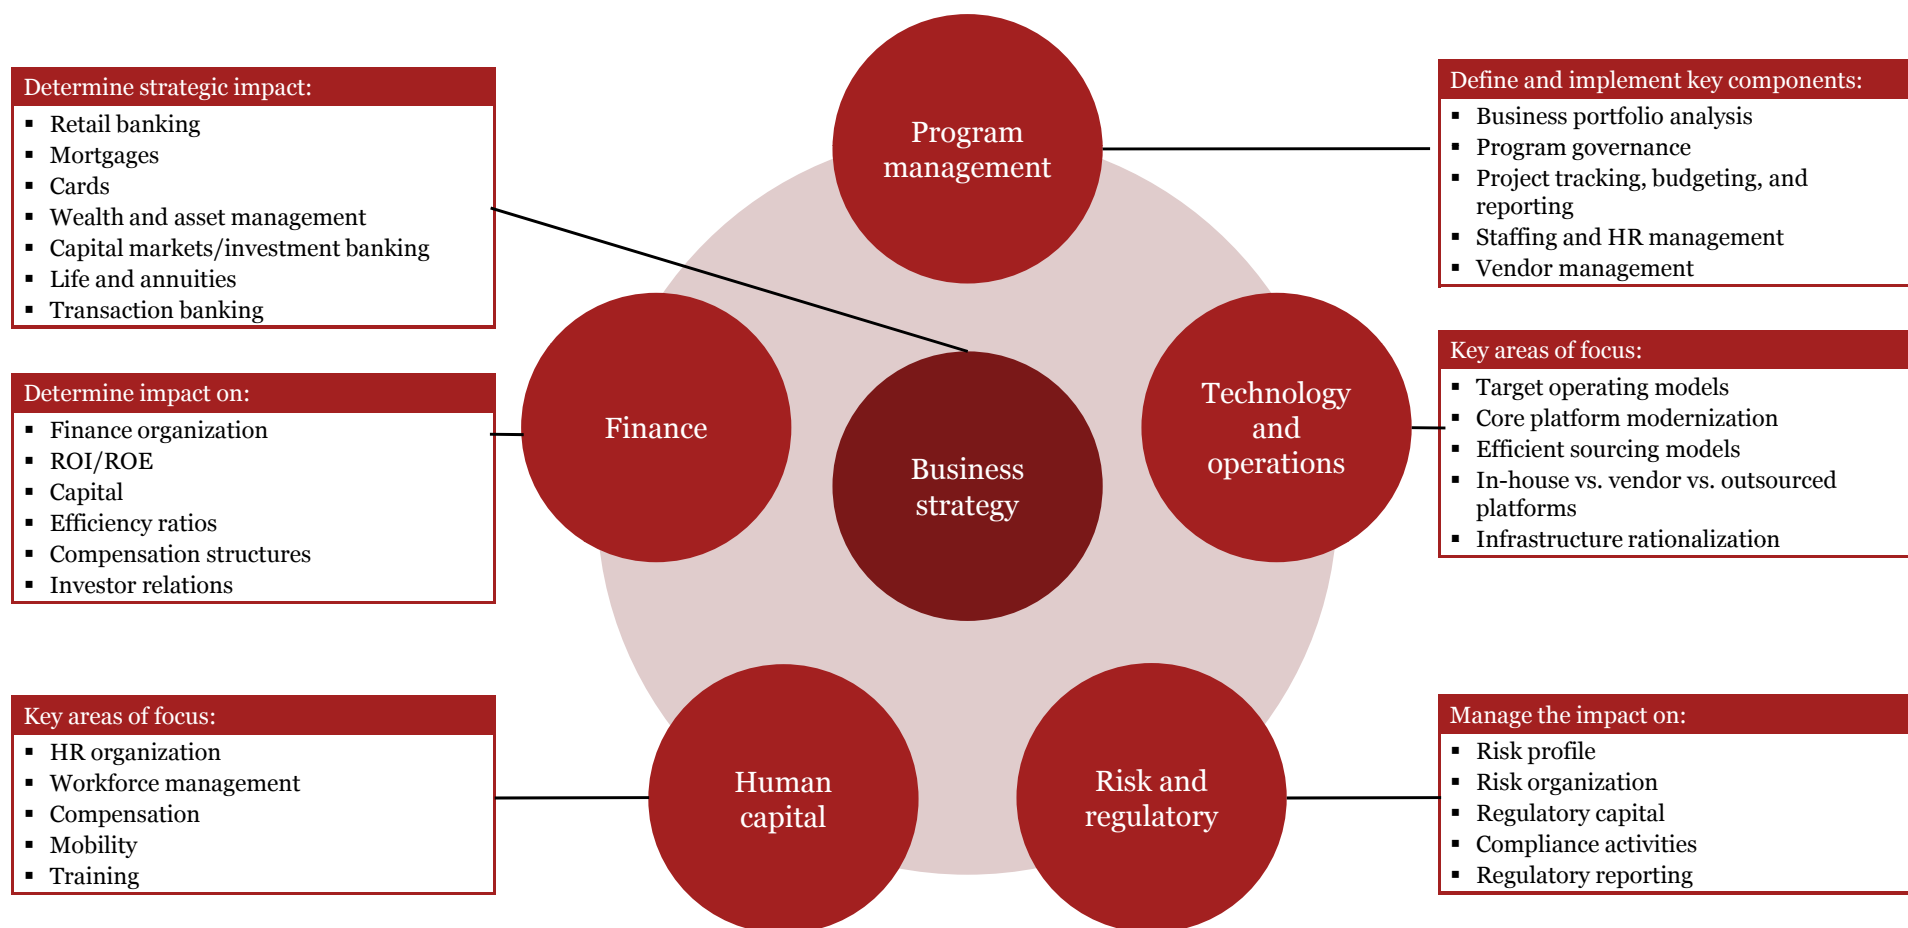 Determine strategic impact:
▪ Retail banking
▪ Mortgages
▪ Cards
▪ Wealth and asset management
▪ Capital markets/investment banking
▪ Life and annuities
▪ Transaction banking
Determine impact on:
▪ Finance organization
▪ ROI/ROE
▪ Capital
▪ Efficiency ratios
▪ Compensation structures
▪ Investor relations
Key areas of focus:
▪ HR organization
▪ Workforce management
▪ Compensation
▪ Mobility
▪ Training
Program
management
Finance
Business
strategy
Technology
and
operations
Human
capital
Risk and
regulatory
Define and implement key components:
▪ Business portfolio analysis
▪ Program governance
▪ Project tracking, budgeting, and
reporting
▪ Staffing and HR management
▪ Vendor management
Key areas of focus:
▪ Target operating models
▪ Core platform modernization
▪ Efficient sourcing models
▪ In-house vs. vendor vs. outsourced
platforms
▪ Infrastructure rationalization
Manage the impact on:
▪ Risk profile
▪ Risk organization
▪ Regulatory capital
▪ Compliance activities
▪ Regulatory reporting